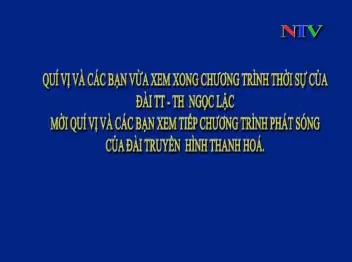 NTV
QUÍ VỊ VÀ CÁC BẠN VỪA XEM XONG CHƯƠNG TRÌNH THỜI SỰ CỦA
ĐÀI TT - TH NGỌC LẶC
MỜI QUÍ VỊ VÀ CÁC BẠN XEM TIẾP CHƯƠNG TRÌNH PHÁT SÓNG
CỦA ĐÀI TRUYỀN HÌNH THANH HOÁ.